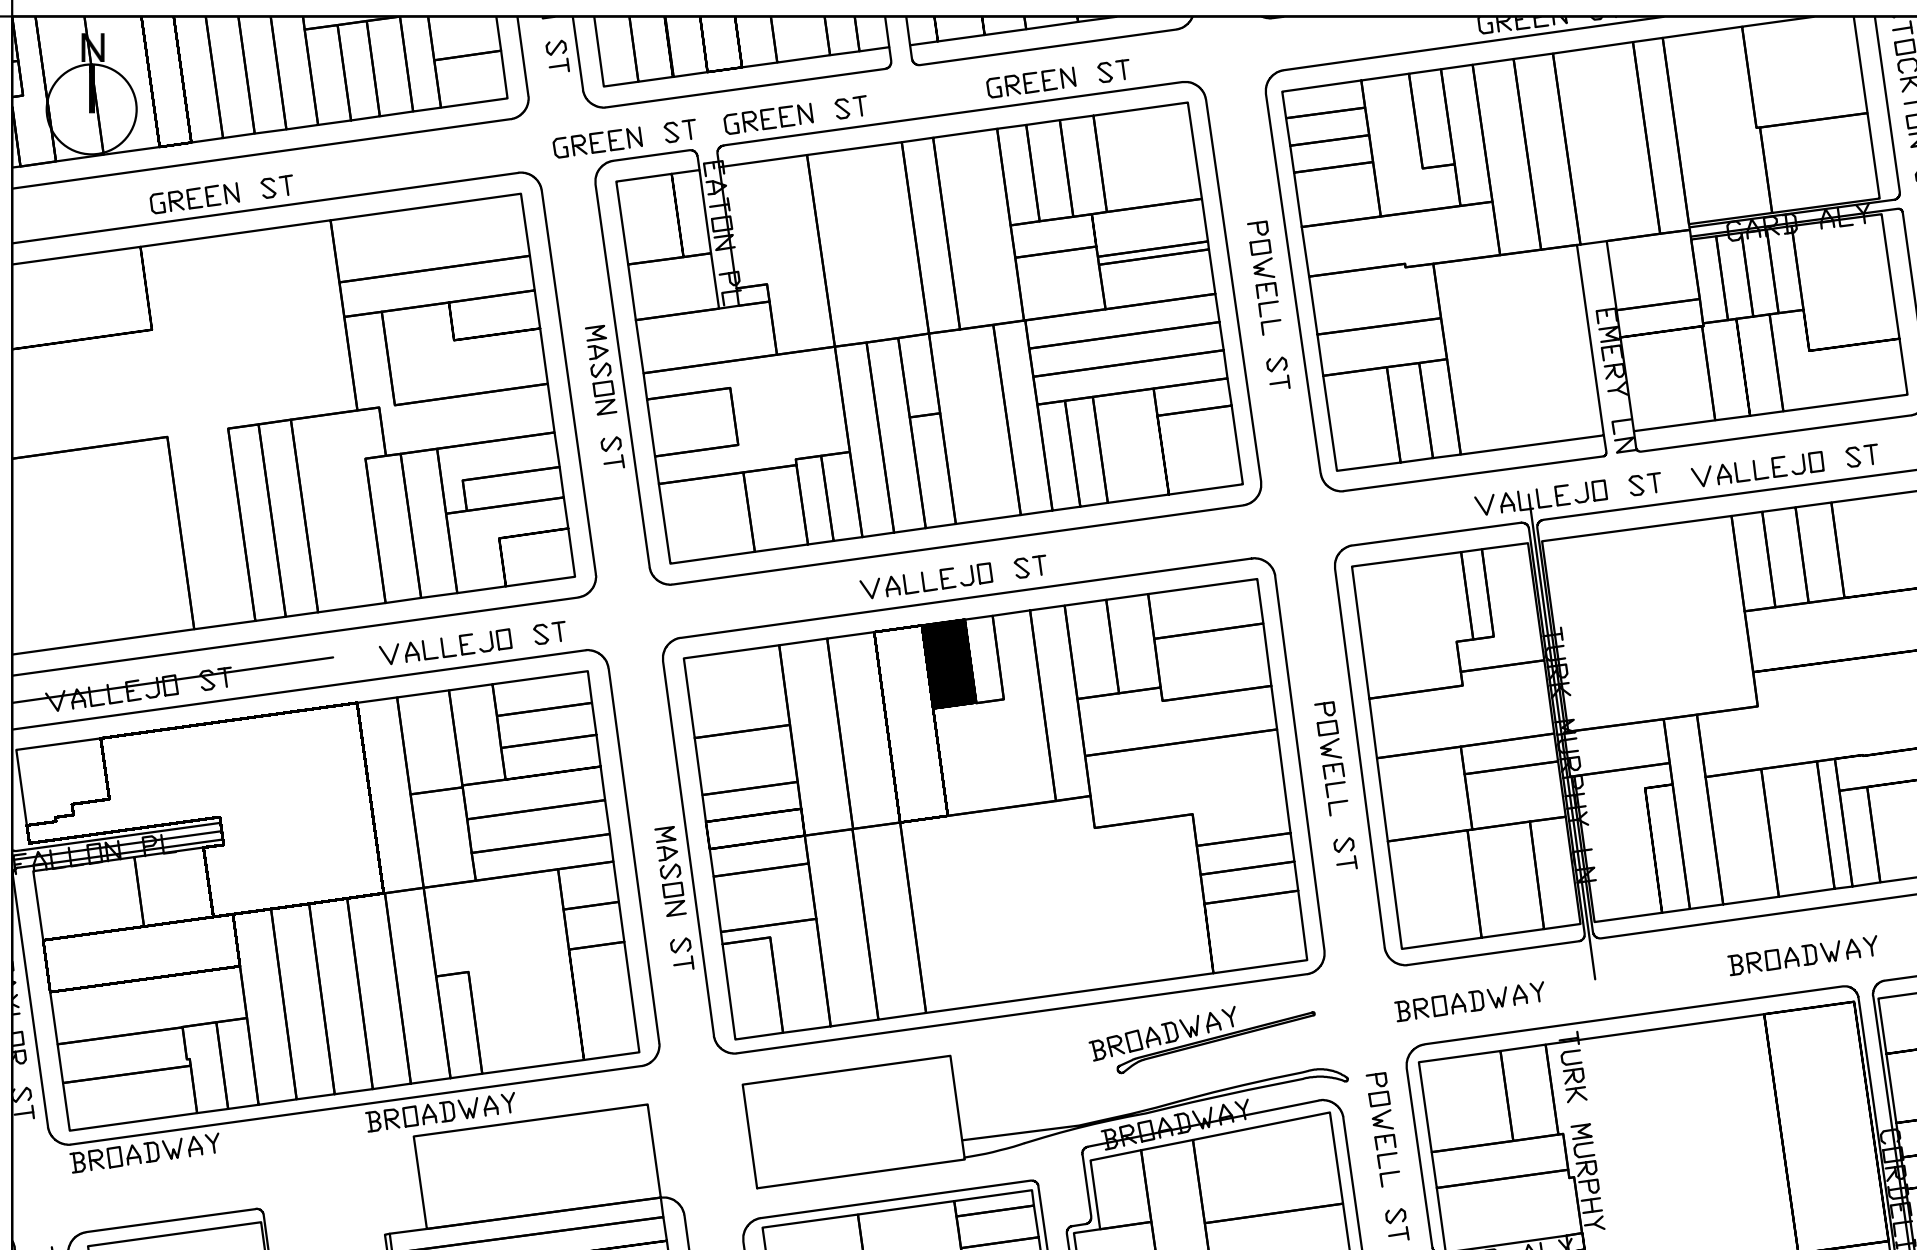 GREEN ST
N
ST
GREEN ST
GREEN ST
GREEN ST
GREEN ST
EATON PL
CARD ALY
POWELL ST
MASON ST
EMERY LN
VALLEJO ST
VALLEJO ST
VALLEJO ST
VALLEJO ST
VALLEJO ST
TURK MURPHY LN
POWELL ST
MASON ST
FALLON PL
BROADWAY
BROADWAY
BROADWAY
BROADWAY
BROADWAY
BROADWAY
TURK MURPHY
POWELL ST
ST
ALY